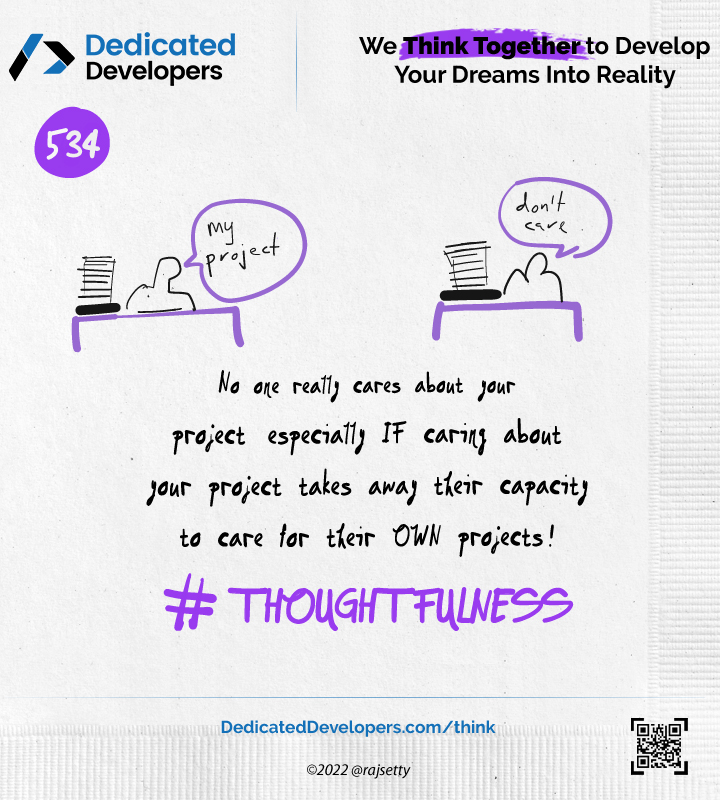 Dedicated
Developers
We Think Together to Develop
Your Dreams Into Reality
534
my
project
don't
care
No one really cares about your
project especially IF caring about
your project takes away their capacity
to care for their OWN projects!
# THOUGHTFULNESS
DedicatedDevelopers.com/think
©2022 @rajsetty